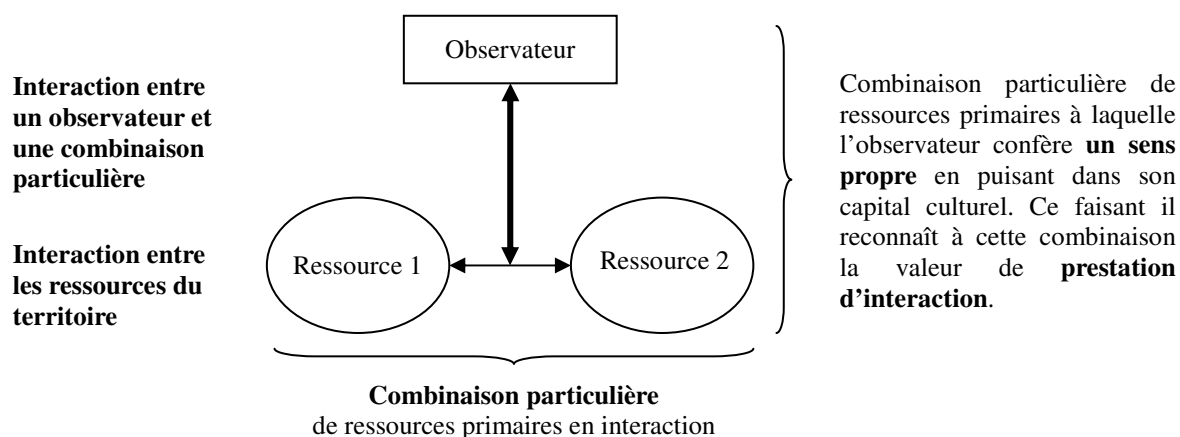 Observateur
Interaction entre
un observateur et
une combinaison
particulière
Interaction entre
les ressources du
territoire
Ressource 1
Ressource 2
Combinaison particulière
de ressources primaires en interaction
Combinaison particulière de
ressources primaires à laquelle
l’observateur confère un sens
propre en puisant dans son
capital culturel. Ce faisant il
reconnaît à cette combinaison
la valeur de prestation
d’interaction.